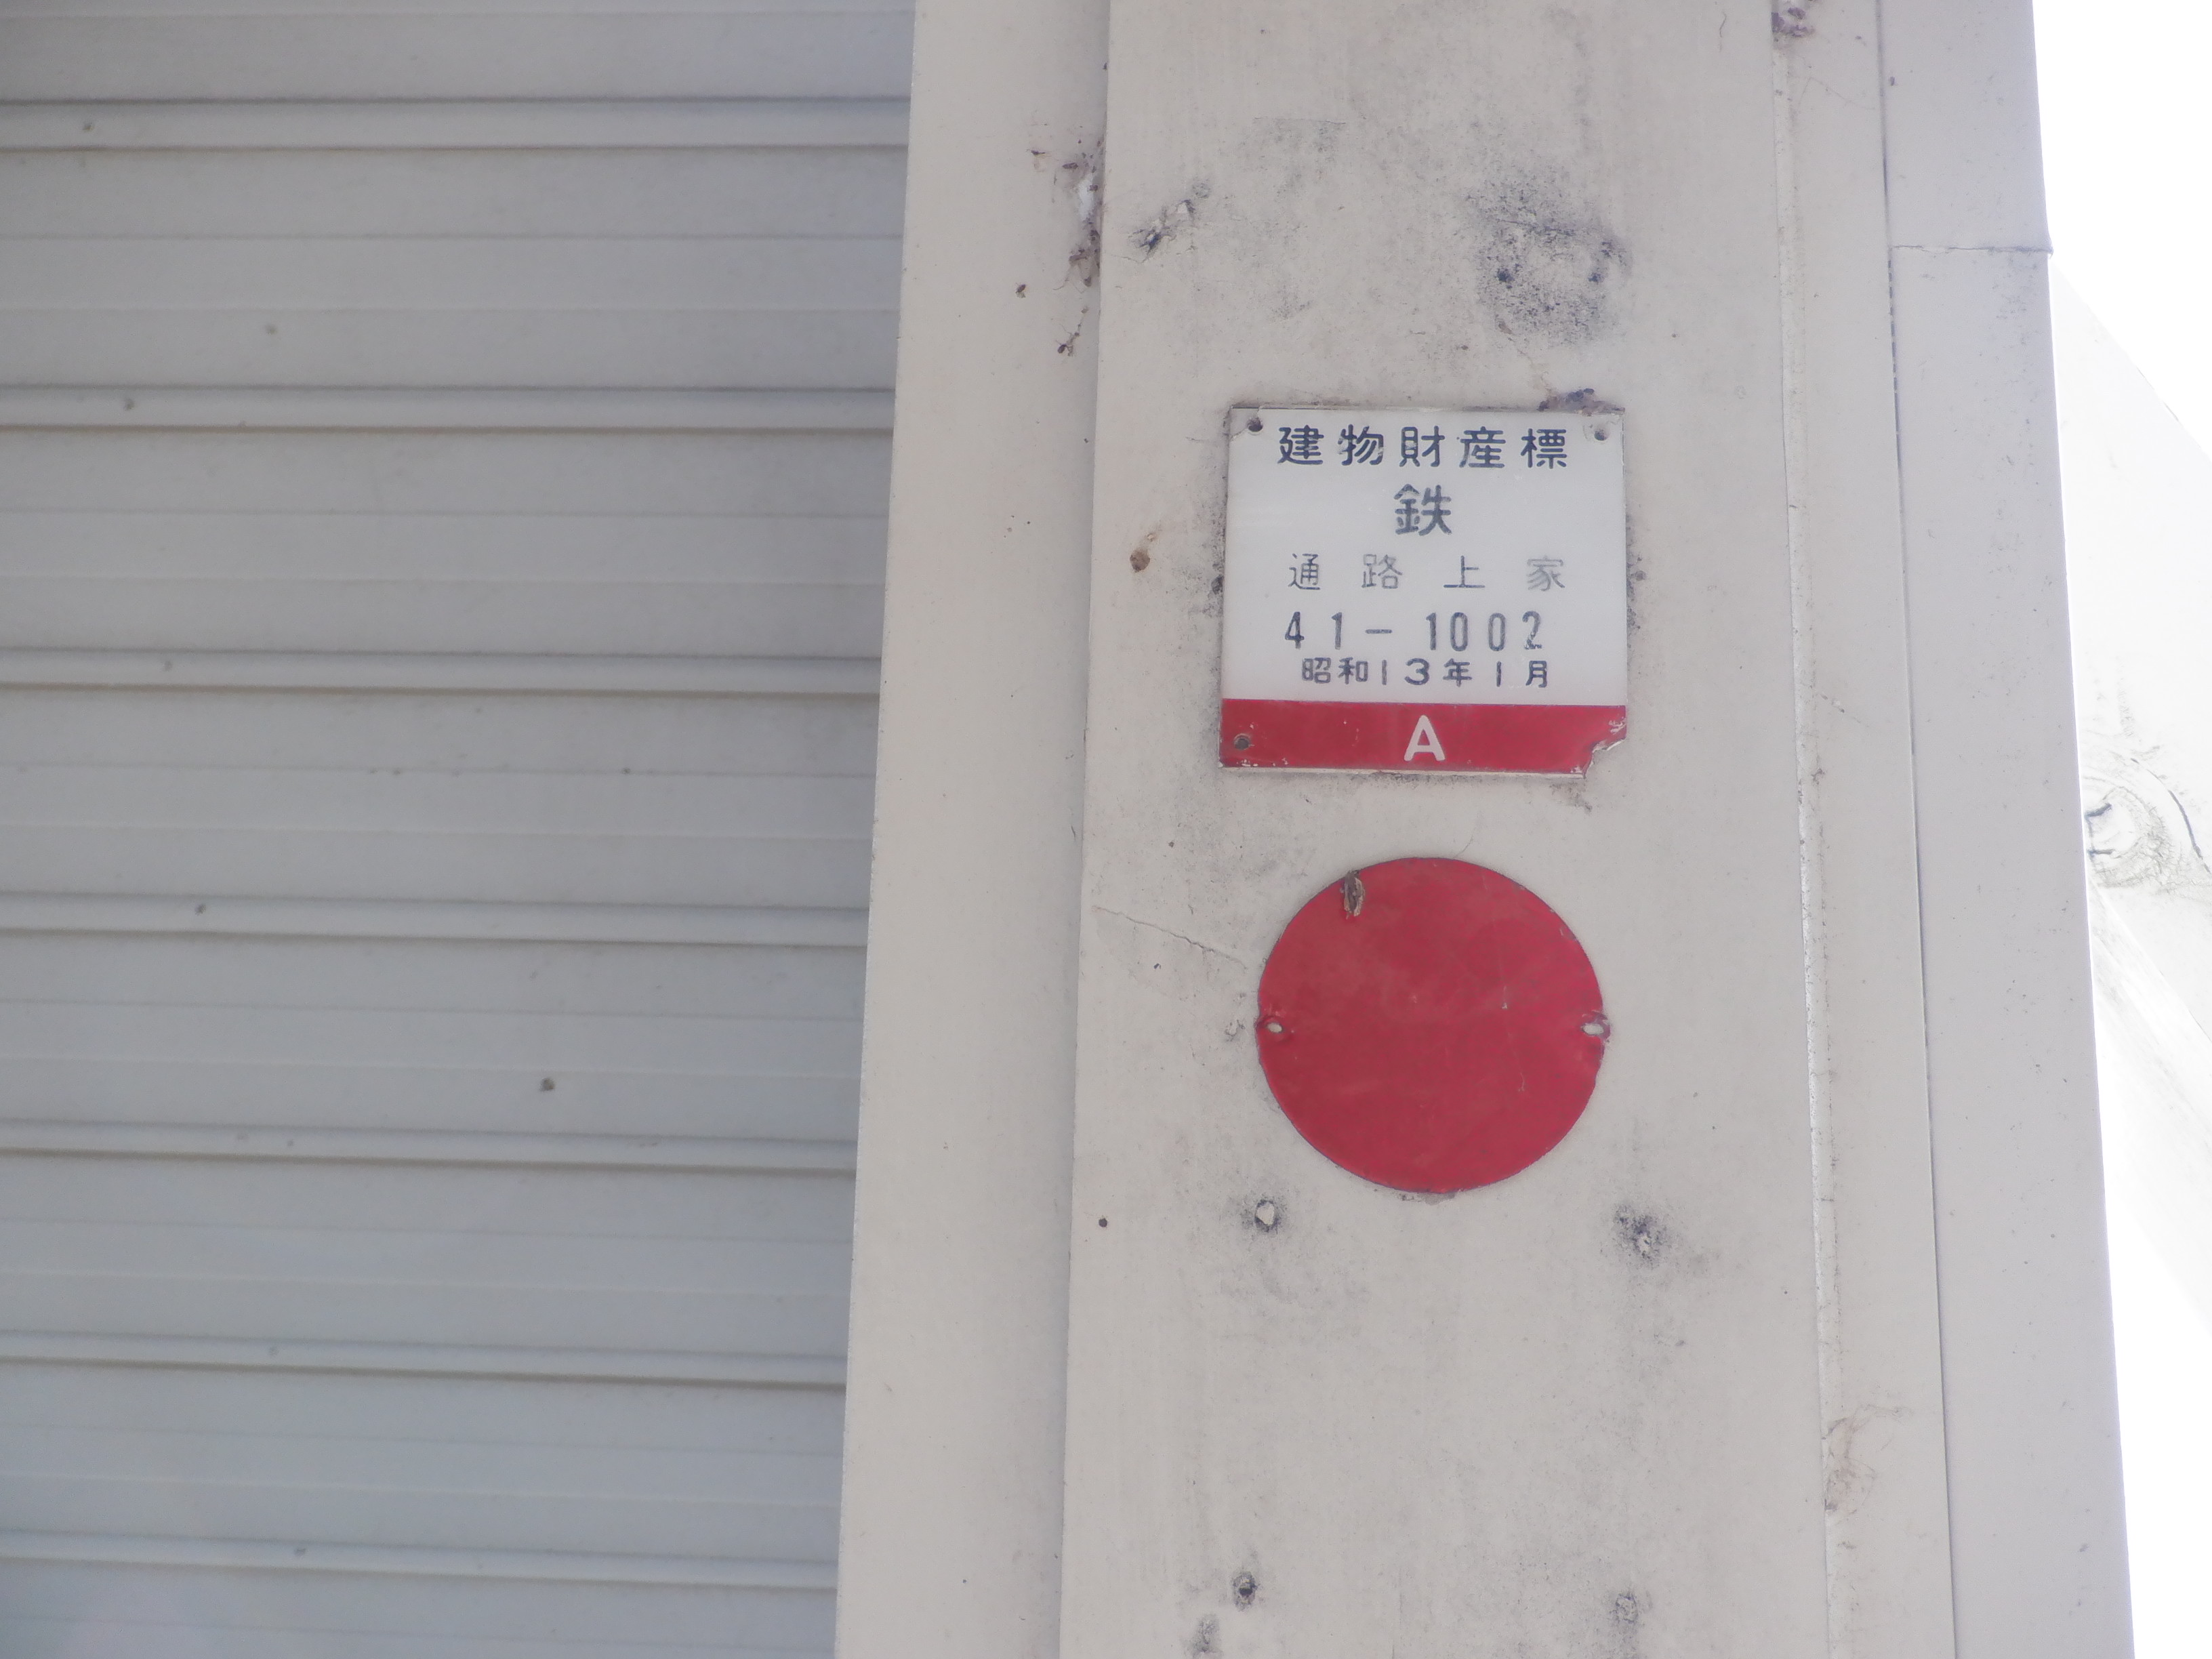 建物財産標
鉄
通路上家
41-1002
昭和13年1月
A